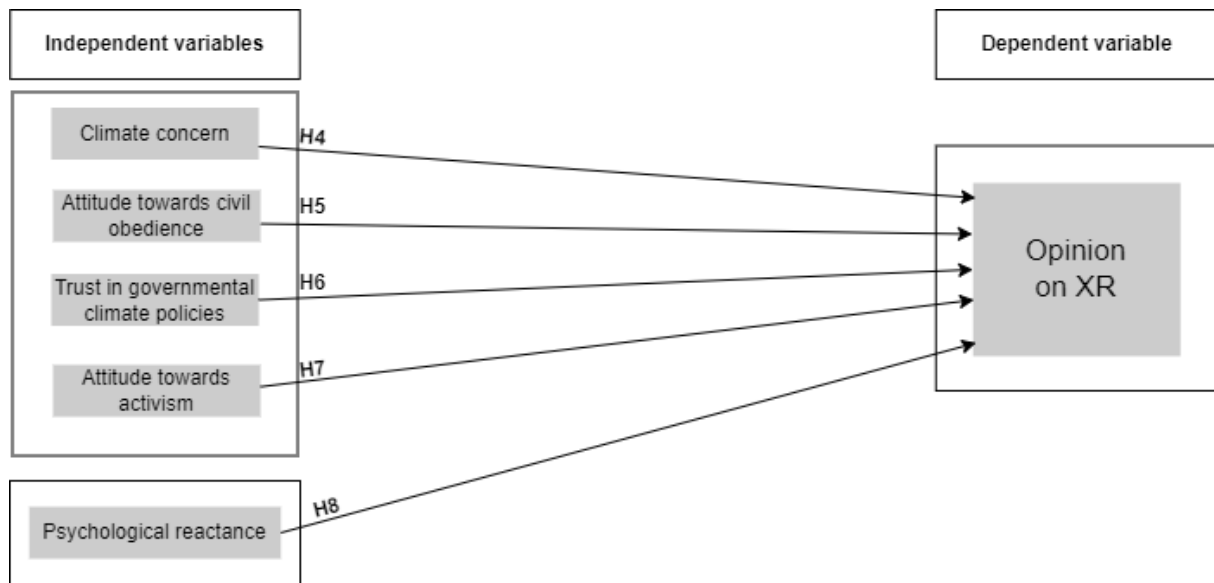 Independent variables
Dependent variable
Climate concern
H4
Attitude towards civil
obedience
H5
Trust in governmental
climate policies
H6
Attitude towards
activism
H7
Psychological reactance
H8
Opinion
on XR